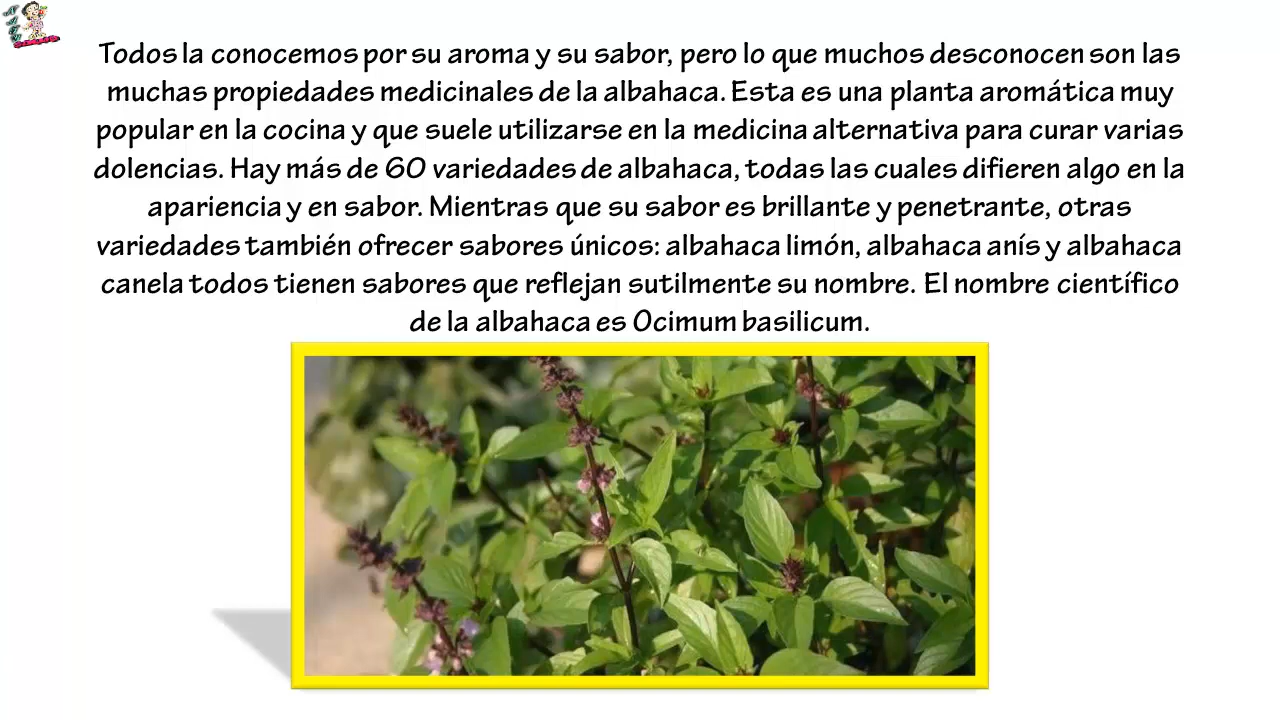 Todos la conocemos por su aroma y su sabor, pero lo que muchos desconocen son las
muchas propiedades medicinales de la albahaca. Esta es una planta aromática muy
popular en la cocina y que suele utilizarse en la medicina alternativa para curar varias
dolencias. Hay más de 60 variedades de albahaca, todas las cuales difieren algo en la
apariencia y en sabor. Mientras que su sabor es brillante y penetrante, otras
variedades también ofrecer sabores únicos: albahaca limón, albahaca anís y albahaca
canela todos tienen sabores que reflejan sutilmente su nombre. El nombre científico
de la albahaca es Ocimum basilicum.